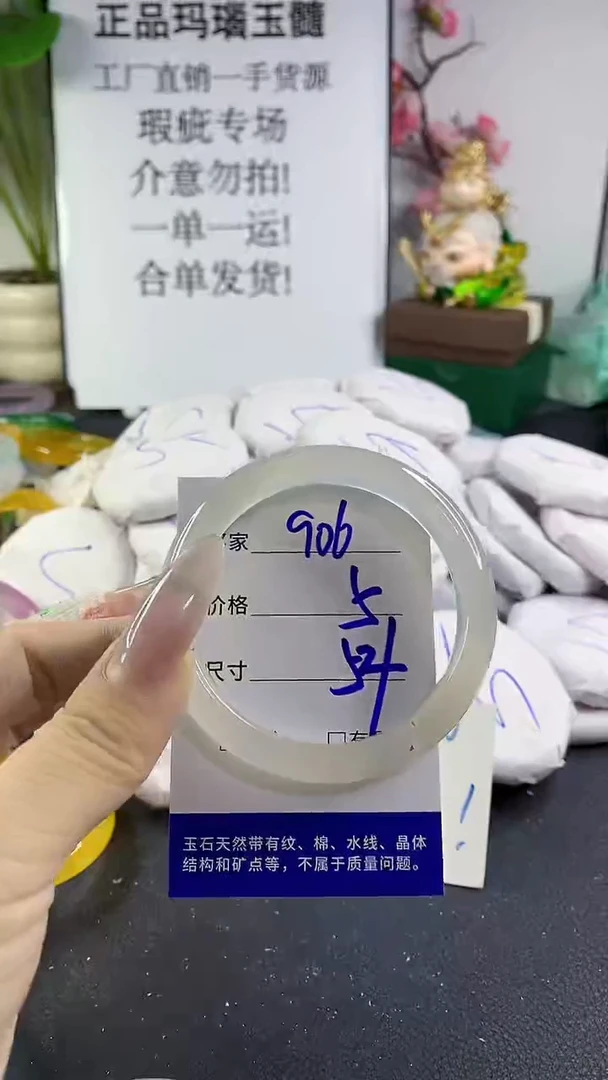 正品玛瑙玉髓
工厂直销一手货源
瑕疵专场
介意勿拍!
一单一运!
合单发货!
家 906
价格 5
尺寸 54
玉石天然带有纹、棉、水线、晶体
结构和矿点等，不属于质量问题。